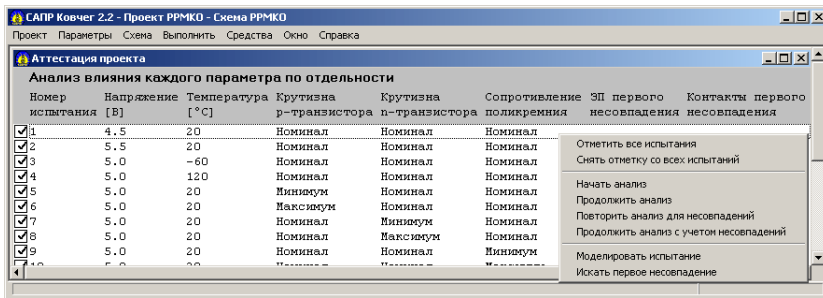 САПР Ковчег 2.2 - Проект PPMKO - Схема PPMKO
Проект Параметры Схема Выполнить Средства Окно Справка
Аттестация проекта
Анализ влияния каждого параметра по отдельности
Номер Напряжение Температура Крутизна Крутизна Сопротивление ЭП первого Контакты первого
испытания [В] [°C] p-транзистора n-транзистора поликремния несовпадения несовпадения
1 4.5 20 Номинал Номинал Номинал
2 5.5 20 Номинал Номинал Номинал
3 5.0 -60 Номинал Номинал Номинал
4 5.0 120 Номинал Номинал Номинал
5 5.0 20 Минимум Номинал Номинал
6 5.0 20 Максимум Номинал Номинал
7 5.0 20 Номинал Минимум Номинал
8 5.0 20 Номинал Максимум Номинал
9 5.0 20 Номинал Номинал Минимум
Отметить все испытания
Снять отметку со всех испытаний
Начать анализ
Продолжить анализ
Повторить анализ для несовпадений
Продолжить анализ с учетом несовпадений
Моделировать испытание
Искать первое несовпадение